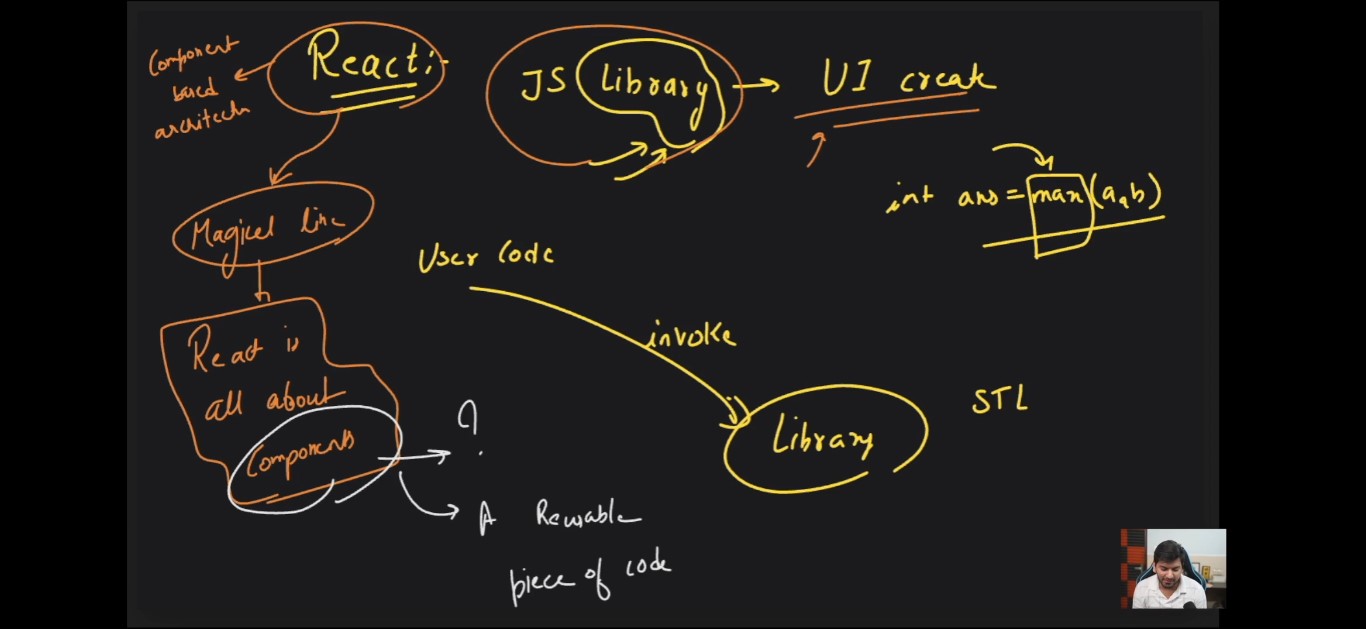 Component
based
architech
React:-
JS Library → UI create
int ans = max(a,b)
Magical line
User Code
invoke
Library
STL
React is
all about
Components
?
A Reusable
piece of code